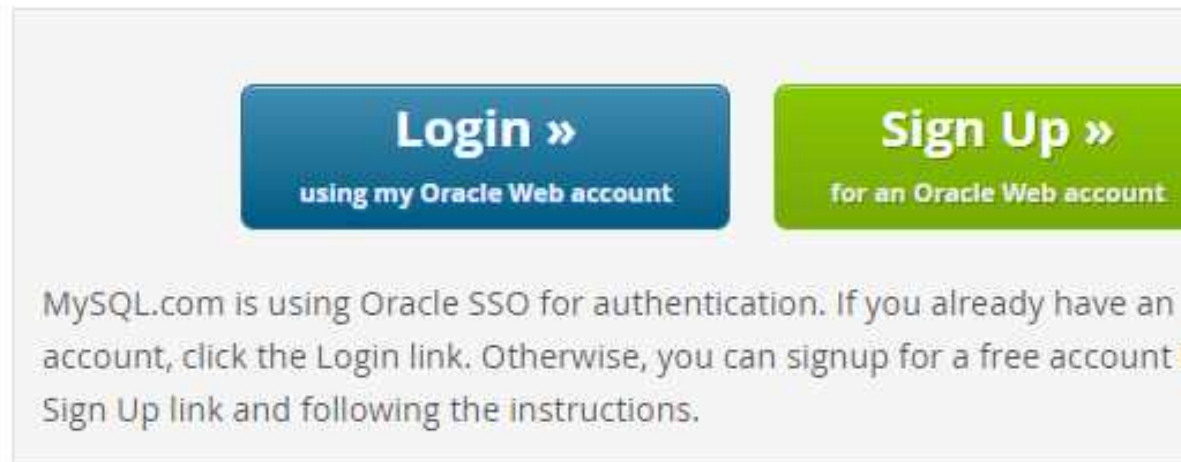 Login »
using my Oracle Web account
Sign Up »
for an Oracle Web account
MySQL.com is using Oracle SSO for authentication. If you already have an
account, click the Login link. Otherwise, you can signup for a free account
Sign Up link and following the instructions.